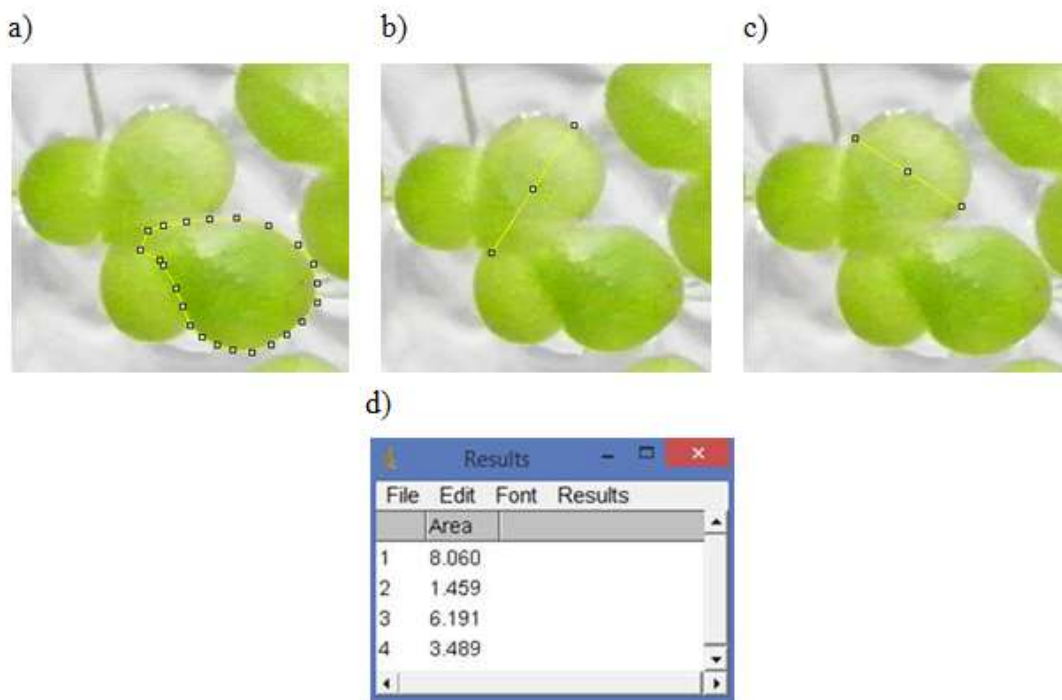 a) b) c)
d)
Results
File Edit Font Results
Area
1 8.060
2 1.459
3 6.191
4 3.489